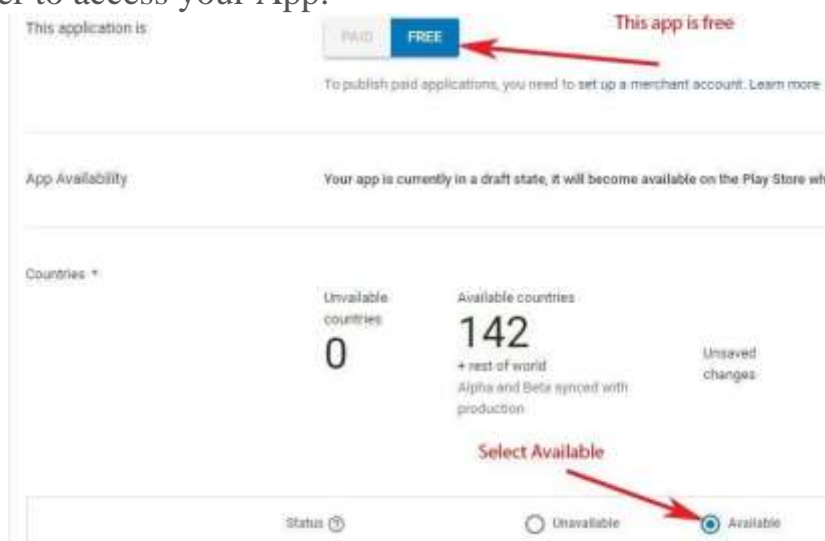 er to access your App.
This application is
PAID
FREE
This app is free
To publish paid applications, you need to set up a merchant account. Learn more
App Availability
Your app is currently in a draft state, it will become available on the Play Store wh
Countries *
Unvailable
countries
0
Available countries
142
+ rest of world
Alpha and Beta synced with
production
Unsaved
changes
Select Available
Status
Unavailable
Available